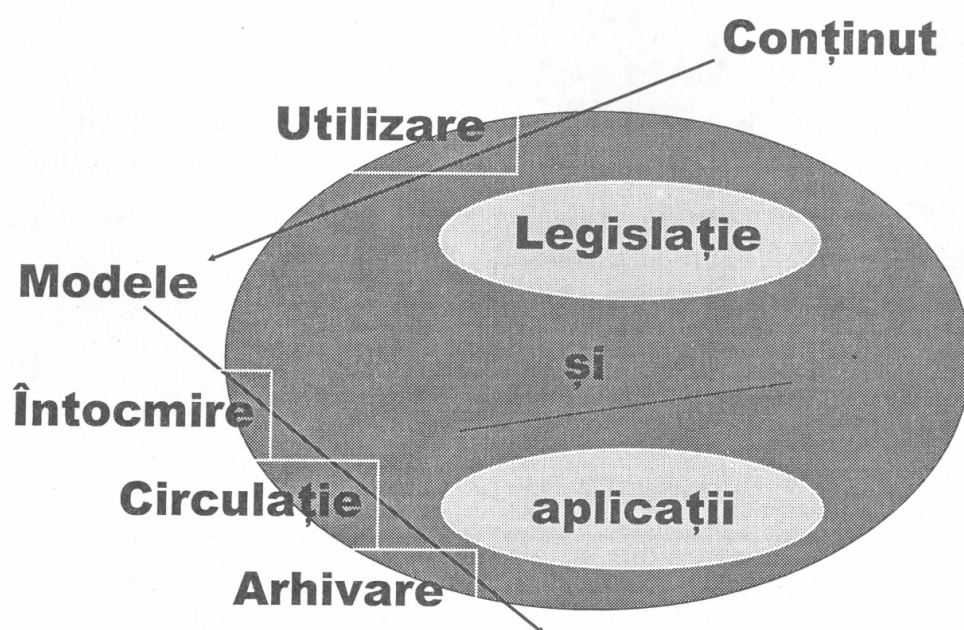 Conținut
Utilizare
Legislație
Modele
și
Întocmire
Circulație
aplicații
Arhivare